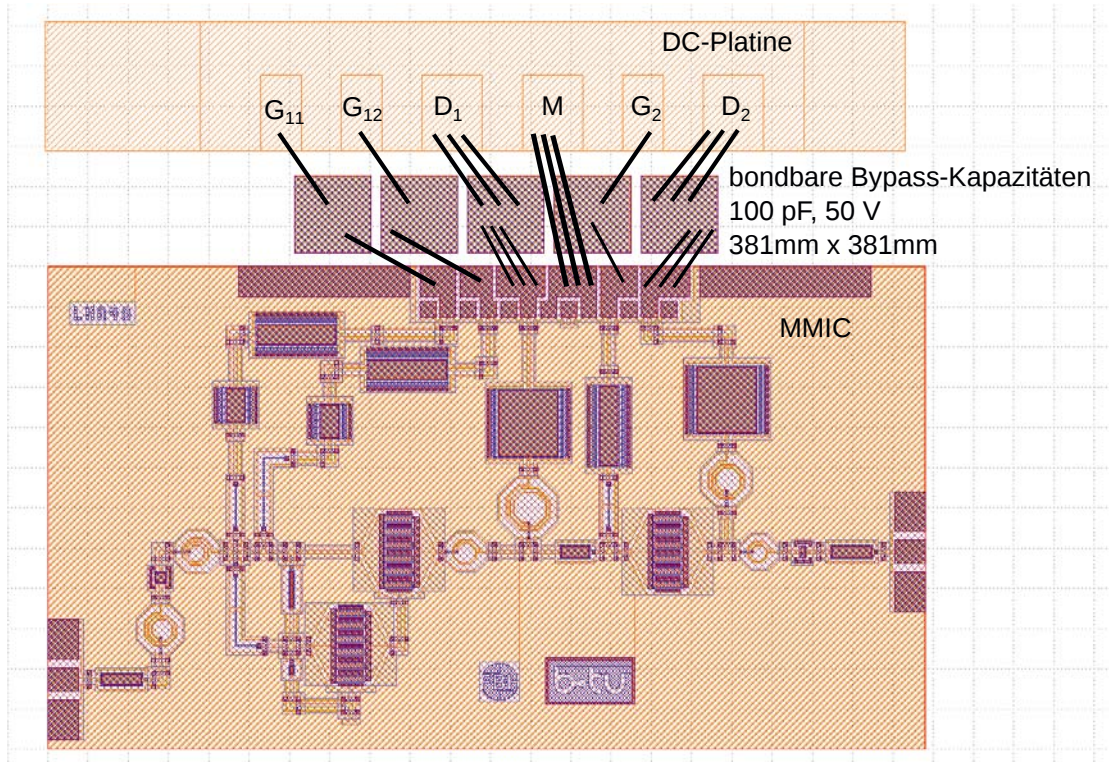 DC-Platine
G₁₁ G₁₂ D₁ M G₂ D₂
bondbare Bypass-Kapazitäten
100 pF, 50 V
381mm x 381mm
MMIC
b-tu